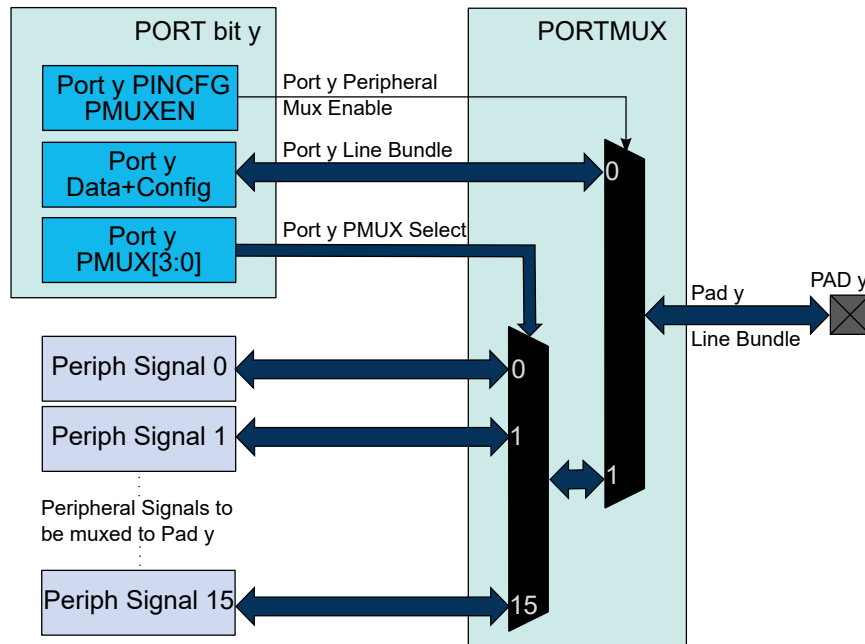 PORT bit y
PORTMUX
Port y PINCFG
PMUXEN
Port y Peripheral
Mux Enable
Port y
Data+Config
Port y Line Bundle
0
Port y
PMUX[3:0]
Port y PMUX Select
Pad y
Line Bundle
PAD y
Periph Signal 0
0
Periph Signal 1
1
1
Peripheral Signals to
be muxed to Pad y
Periph Signal 15
15